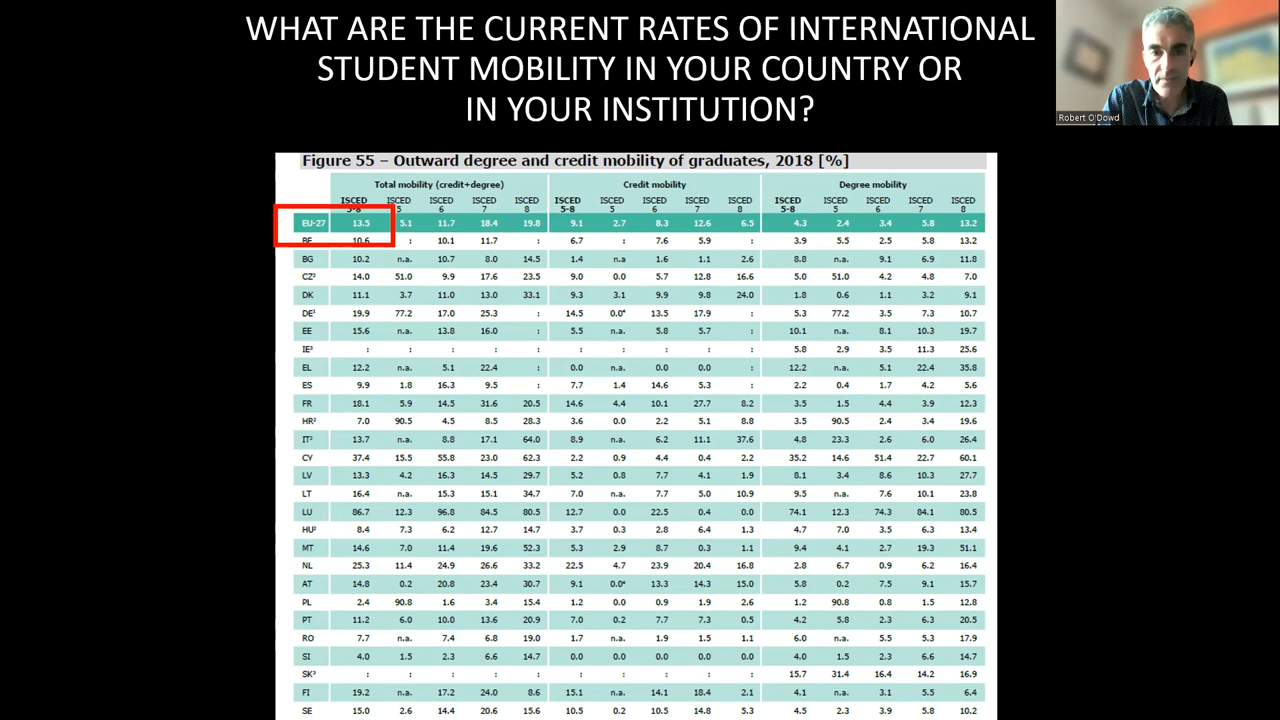 WHAT ARE THE CURRENT RATES OF INTERNATIONAL
STUDENT MOBILITY IN YOUR COUNTRY OR
IN YOUR INSTITUTION?
Robert O'Dowd
Figure 55 – Outward degree and credit mobility of graduates, 2018 [%]
Total mobility (credit+degree) Credit mobility Degree mobility
ISCED ISCED ISCED ISCED ISCED ISCED ISCED ISCED ISCED ISCED ISCED ISCED ISCED ISCED ISCED
5-8 5 6 7 8 5-8 5 6 7 8 5-8 5 6 7 8
EU-27 13.5 5.1 11.7 18.4 19.8 9.1 2.7 8.3 12.6 6.5 4.3 2.4 3.4 5.8 13.2
BE 10.6 : 10.1 11.7 : 6.7 : 7.6 5.9 : 3.9 5.5 2.5 5.8 13.2
BG 10.2 n.a. 10.7 8.0 14.5 1.4 n.a 1.6 1.1 2.6 8.8 n.a. 9.1 6.9 11.8
CZ² 14.0 51.0 9.9 17.6 23.5 9.0 0.0 5.7 12.8 16.6 5.0 51.0 4.2 4.8 7.0
DK 11.1 3.7 11.0 13.0 33.1 9.3 3.1 9.9 9.8 24.0 1.8 0.6 1.1 3.2 9.1
DE¹ 19.9 77.2 17.0 25.3 : 14.5 0.0⁴ 13.5 17.9 : 5.3 77.2 3.5 7.3 10.7
EE 15.6 n.a. 13.8 16.0 : 5.5 n.a. 5.8 5.7 : 10.1 n.a. 8.1 10.3 19.7
IE³ : : : : : : : : : : 5.8 2.9 3.5 11.3 25.6
EL 12.2 n.a. 5.1 22.4 : 0.0 n.a. 0.0 0.0 : 12.2 n.a. 5.1 22.4 35.8
ES 9.9 1.8 16.3 9.5 : 7.7 1.4 14.6 5.3 : 2.2 0.4 1.7 4.2 5.6
FR 18.1 5.9 14.5 31.6 20.5 14.6 4.4 10.1 27.7 8.2 3.5 1.5 4.4 3.9 12.3
HR² 7.0 90.5 4.5 8.5 28.3 3.6 0.0 2.2 5.1 8.8 3.5 90.5 2.4 3.4 19.6
IT² 13.7 n.a. 8.8 17.1 64.0 8.9 n.a. 6.2 11.1 37.6 4.8 23.3 2.6 6.0 26.4
CY 37.4 15.5 55.8 23.0 62.3 2.2 0.9 4.4 0.4 2.2 35.2 14.6 51.4 22.7 60.1
LV 13.3 4.2 16.3 14.5 29.7 5.2 0.8 7.7 4.1 1.9 8.1 3.4 8.6 10.3 27.7
LT 16.4 n.a. 15.3 15.1 34.7 7.0 n.a. 7.7 5.0 10.9 9.5 n.a. 7.6 10.1 23.8
LU 86.7 12.3 96.8 84.5 80.5 12.7 0.0 22.5 0.4 0.0 74.1 12.3 74.3 84.1 80.5
HU² 8.4 7.3 6.2 12.7 14.7 3.7 0.3 2.8 6.4 1.3 4.7 7.0 3.5 6.3 13.4
MT 14.6 7.0 11.4 19.6 52.3 5.3 2.9 8.7 0.3 1.1 9.4 4.1 2.7 19.3 51.1
NL 25.3 11.4 24.9 26.6 33.2 22.5 4.7 23.9 20.4 16.8 2.8 6.7 0.9 6.2 16.4
AT 14.8 0.2 20.8 23.4 30.7 9.1 0.0⁴ 13.3 14.3 15.0 5.8 0.2 7.5 9.1 15.7
PL 2.4 90.8 1.6 3.4 15.4 1.2 0.0 0.9 1.9 2.6 1.2 90.8 0.8 1.5 12.8
PT 11.2 6.0 10.0 13.6 20.9 7.0 0.2 7.7 7.3 0.5 4.2 5.8 2.3 6.3 20.5
RO 7.7 n.a. 7.4 6.8 19.0 1.7 n.a. 1.9 1.5 1.1 6.0 n.a. 5.5 5.3 17.9
SI 4.0 1.5 2.3 6.6 14.7 0.0 0.0 0.0 0.0 0.0 4.0 1.5 2.3 6.6 14.7
SK³ : : : : : : : : : : 15.7 31.4 16.4 14.2 16.9
FI 19.2 n.a. 17.2 24.0 8.6 15.1 n.a. 14.1 18.4 2.1 4.1 n.a. 3.1 5.5 6.4
SE 15.0 2.6 14.4 20.6 15.6 10.5 0.2 10.5 14.8 5.3 4.5 2.3 3.9 5.8 10.2